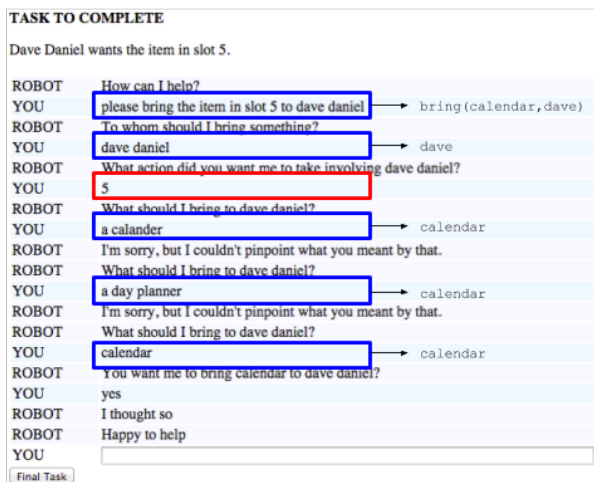 TASK TO COMPLETE
Dave Daniel wants the item in slot 5.
ROBOT How can I help?
YOU please bring the item in slot 5 to dave daniel bring(calendar,dave)
ROBOT To whom should I bring something?
YOU dave daniel dave
ROBOT What action did you want me to take involving dave daniel?
YOU 5
ROBOT What should I bring to dave daniel?
YOU a calander calendar
ROBOT I'm sorry, but I couldn't pinpoint what you meant by that.
ROBOT What should I bring to dave daniel?
YOU a day planner calendar
ROBOT I'm sorry, but I couldn't pinpoint what you meant by that.
ROBOT What should I bring to dave daniel?
YOU calendar calendar
ROBOT You want me to bring calendar to dave daniel?
YOU yes
ROBOT I thought so
ROBOT Happy to help
YOU
Final Task